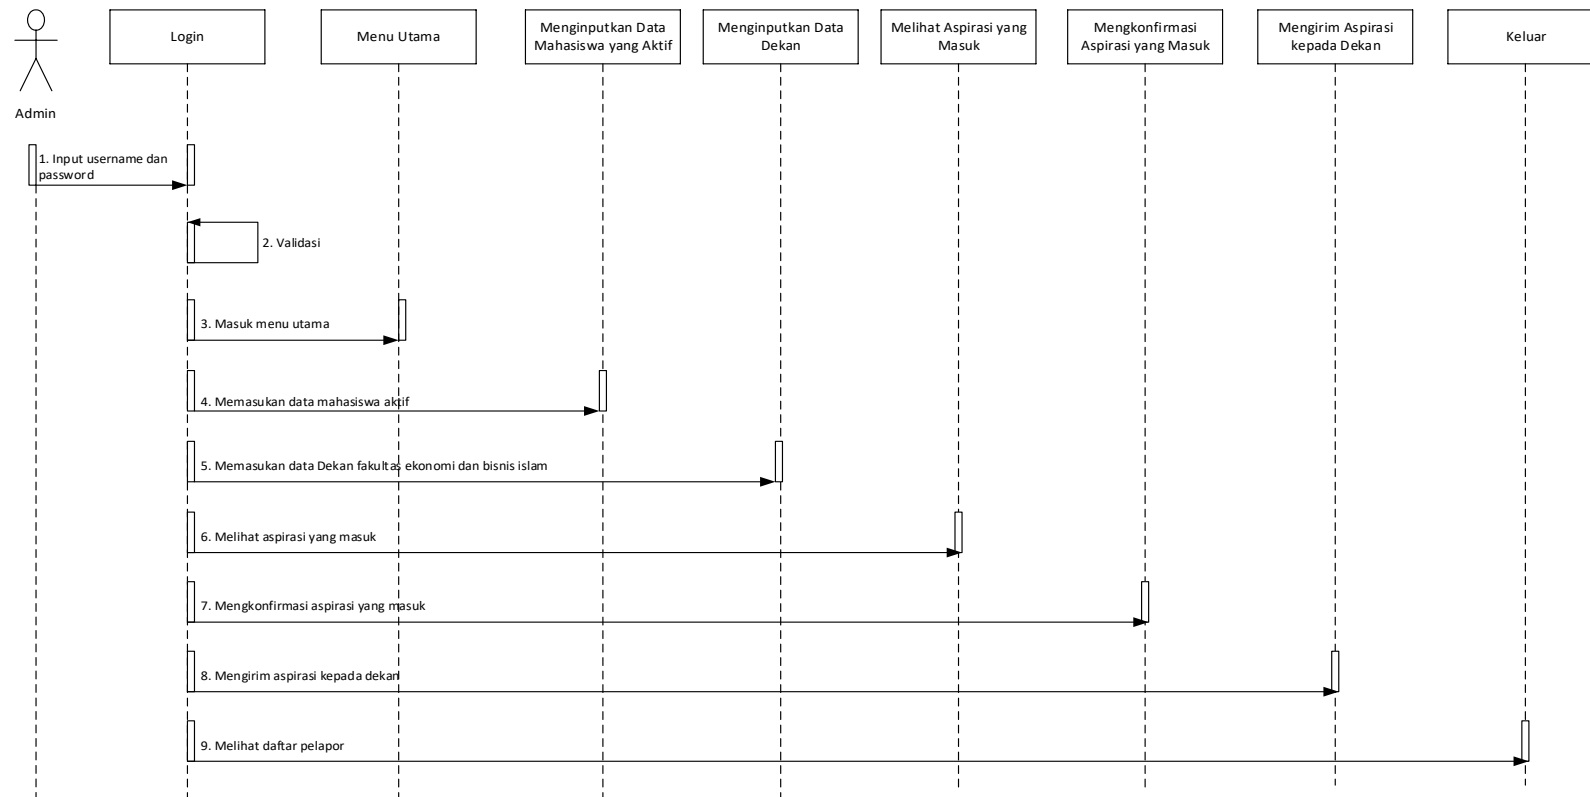 Login
Menu Utama
Menginputkan Data
Mahasiswa yang Aktif
Menginputkan Data
Dekan
Melihat Aspirasi yang
Masuk
Mengkonfirmasi
Aspirasi yang Masuk
Mengirim Aspirasi
kepada Dekan
Keluar
Admin
1. Input username dan
password
2. Validasi
3. Masuk menu utama
4. Memasukan data mahasiswa aktif
5. Memasukan data Dekan fakultas ekonomi dan bisnis islam
6. Melihat aspirasi yang masuk
7. Mengkonfirmasi aspirasi yang masuk
8. Mengirim aspirasi kepada dekan
9. Melihat daftar pelapor